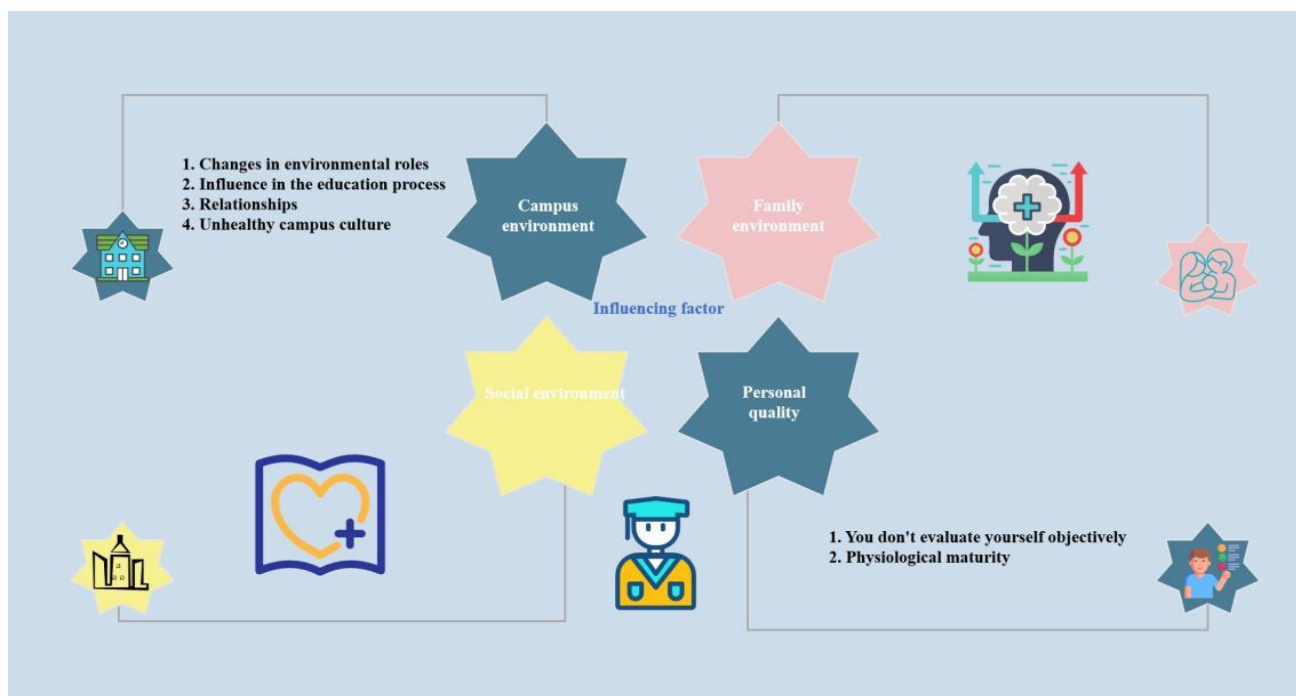 1. Changes in environmental roles
2. Influence in the education process
3. Relationships
4. Unhealthy campus culture
Campus
environment
Family
environment
Influencing factor
Social environment
Personal
quality
1. You don't evaluate yourself objectively
2. Physiological maturity